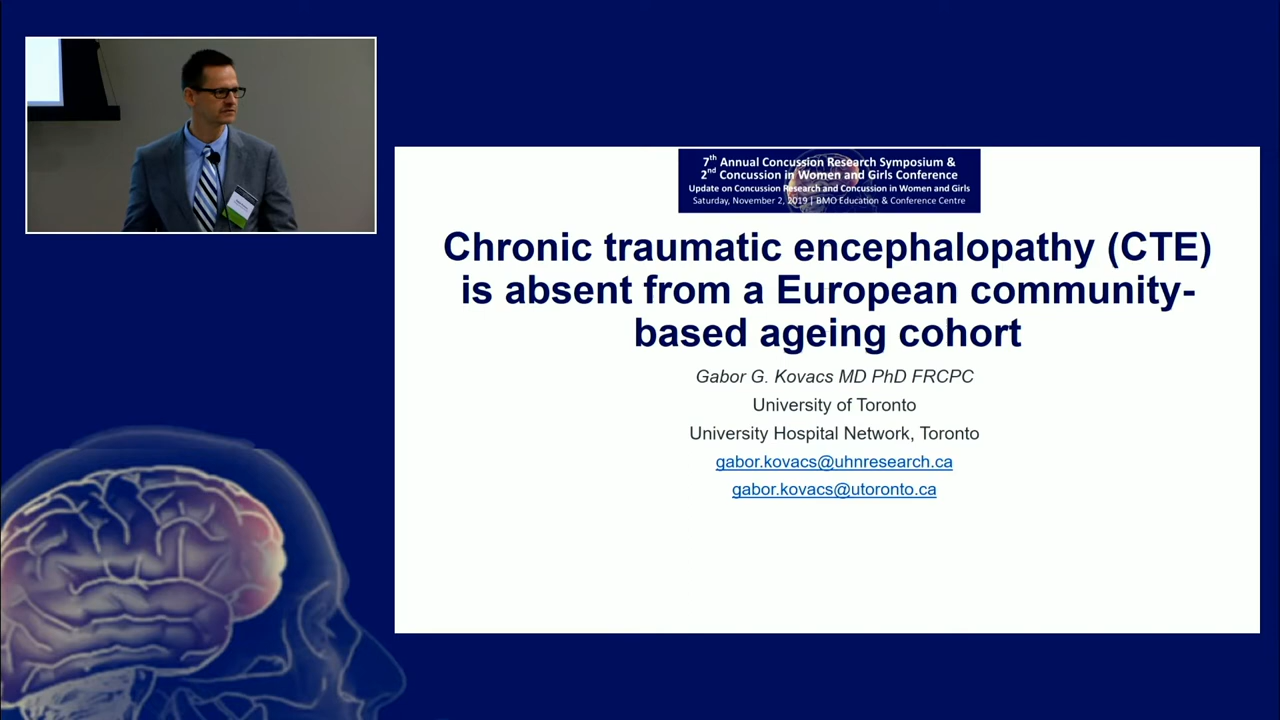 7th Annual Concussion Research Symposium &
2nd Concussion in Women and Girls Conference
Update on Concussion Research and Concussion in Women and Girls
Saturday, November 2, 2019 | BMO Education & Conference Centre
Chronic traumatic encephalopathy (CTE)
is absent from a European community-
based ageing cohort
Gabor G. Kovacs MD PhD FRCPC
University of Toronto
University Hospital Network, Toronto
gabor.kovacs@uhnresearch.ca
gabor.kovacs@utoronto.ca